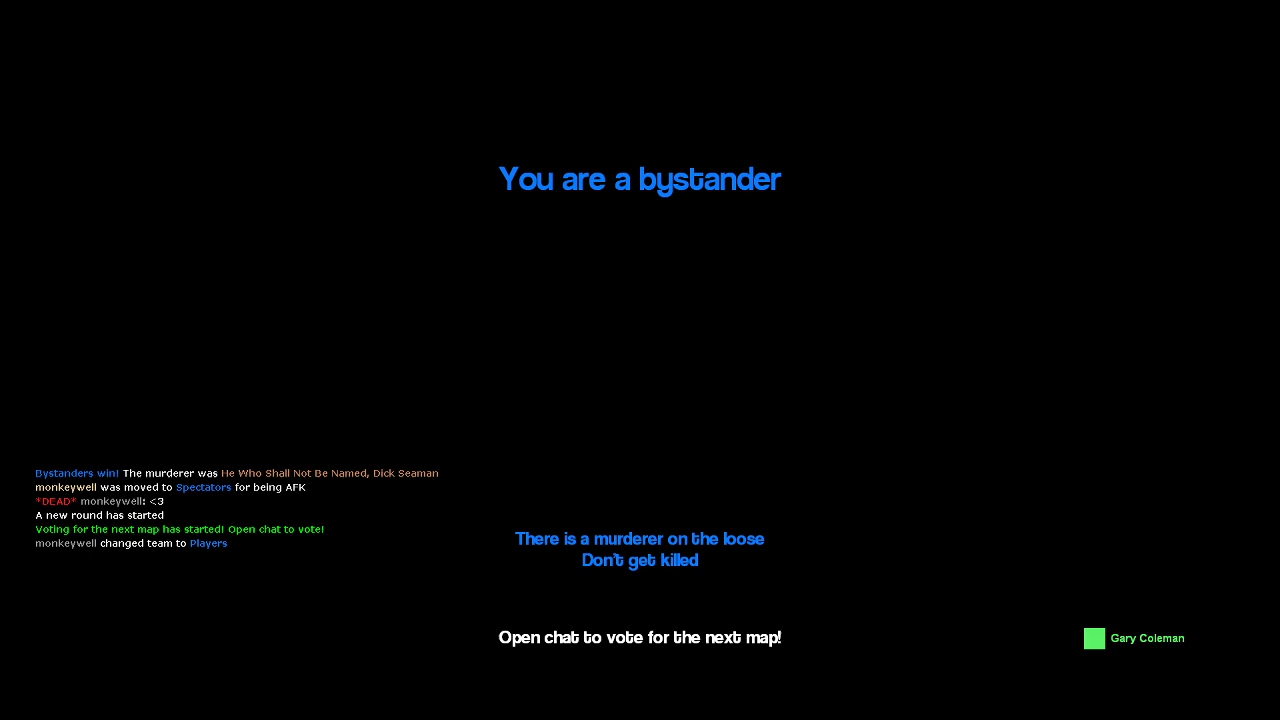 You are a bystander
Bystanders win! The murderer was He Who Shall Not Be Named, Dick Seaman
monkeywell was moved to Spectators for being AFK
*DEAD* monkeywell: <3
A new round has started
Voting for the next map has started! Open chat to vote!
monkeywell changed team to Players
There is a murderer on the loose
Don't get killed
Open chat to vote for the next map!
Gary Coleman